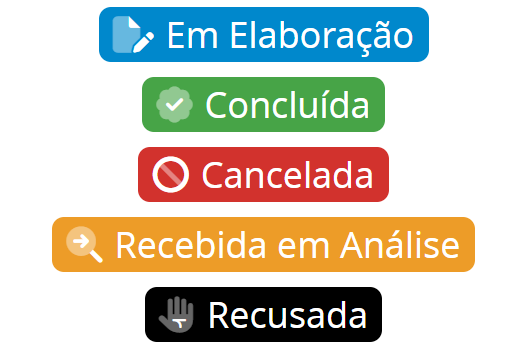 Em Elaboração
Concluída
Cancelada
Recebida em Análise
Recusada